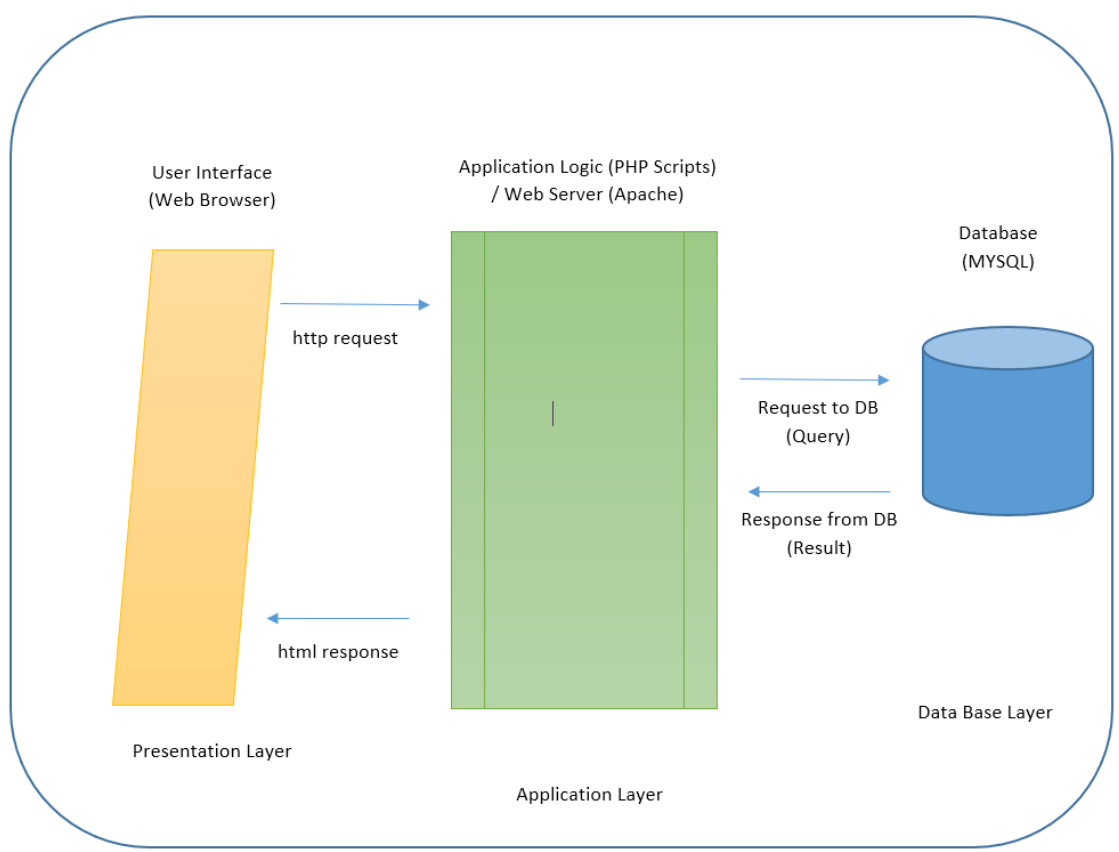 User Interface
(Web Browser)
Application Logic (PHP Scripts)
/ Web Server (Apache)
Database
(MYSQL)
http request
Request to DB
(Query)
Response from DB
(Result)
html response
Presentation Layer
Application Layer
Data Base Layer